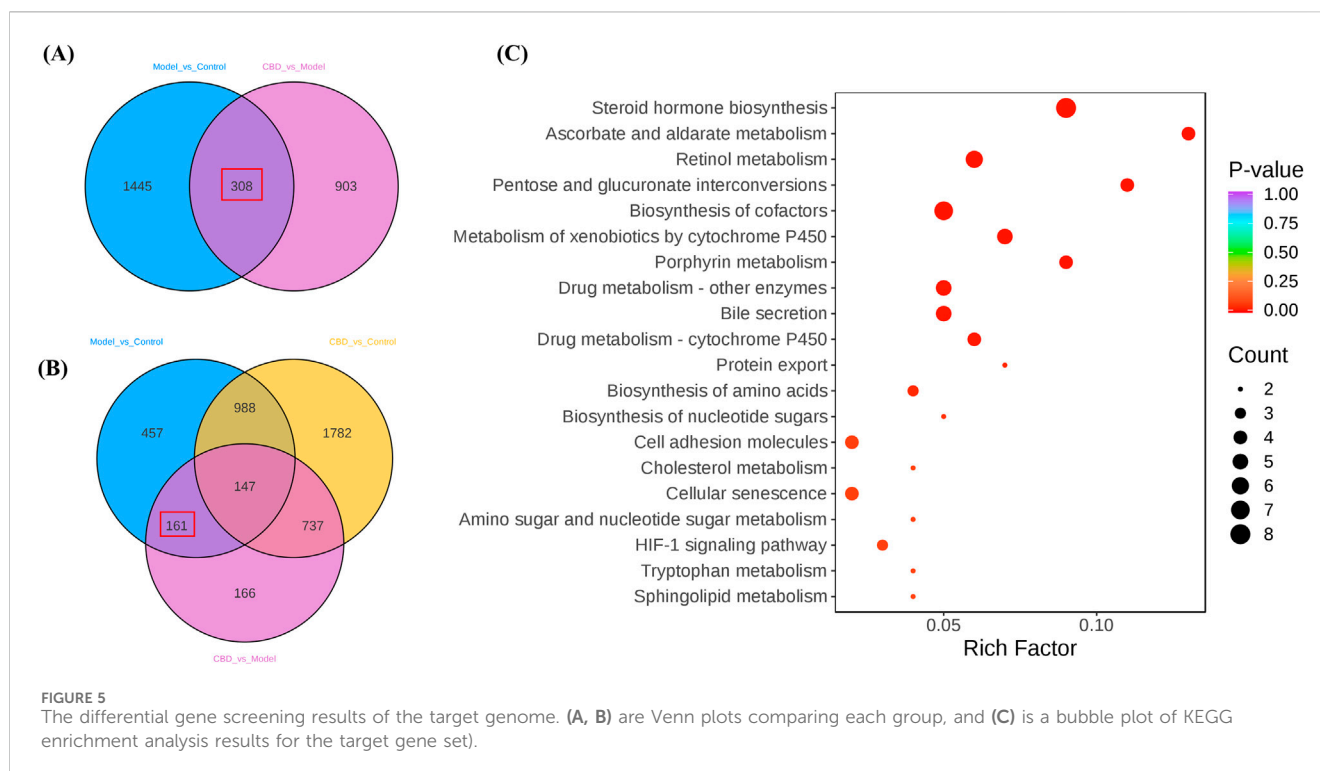 (A)
Model_vs_Control
CBD_vs_Model
1445
308
903
(B)
Model_vs_Control
CBD_vs_Control
988
457
1782
147
161
737
166
CBD_vs_Model
(C)
Steroid hormone biosynthesis
Ascorbate and aldarate metabolism
Retinol metabolism
Pentose and glucuronate interconversions
Biosynthesis of cofactors
Metabolism of xenobiotics by cytochrome P450
Porphyrin metabolism
Drug metabolism - other enzymes
Bile secretion
Drug metabolism - cytochrome P450
Protein export
Biosynthesis of amino acids
Biosynthesis of nucleotide sugars
Cell adhesion molecules
Cholesterol metabolism
Cellular senescence
Amino sugar and nucleotide sugar metabolism
HIF-1 signaling pathway
Tryptophan metabolism
Sphingolipid metabolism
0.05
0.10
Rich Factor
P-value
1.00
0.75
0.50
0.25
0.00
Count
2
3
4
5
6
7
8
FIGURE 5
The differential gene screening results of the target genome. (A, B) are Venn plots comparing each group, and (C) is a bubble plot of KEGG
enrichment analysis results for the target gene set).